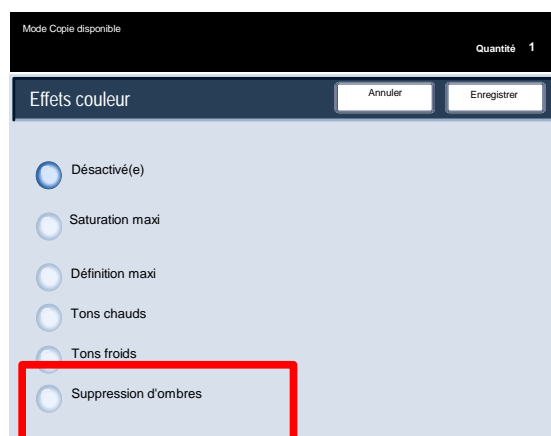 Mode Copie disponible
Quantité 1
Effets couleur
Annuler
Enregistrer
Désactivé(e)
Saturation maxi
Définition maxi
Tons chauds
Tons froids
Suppression d'ombres